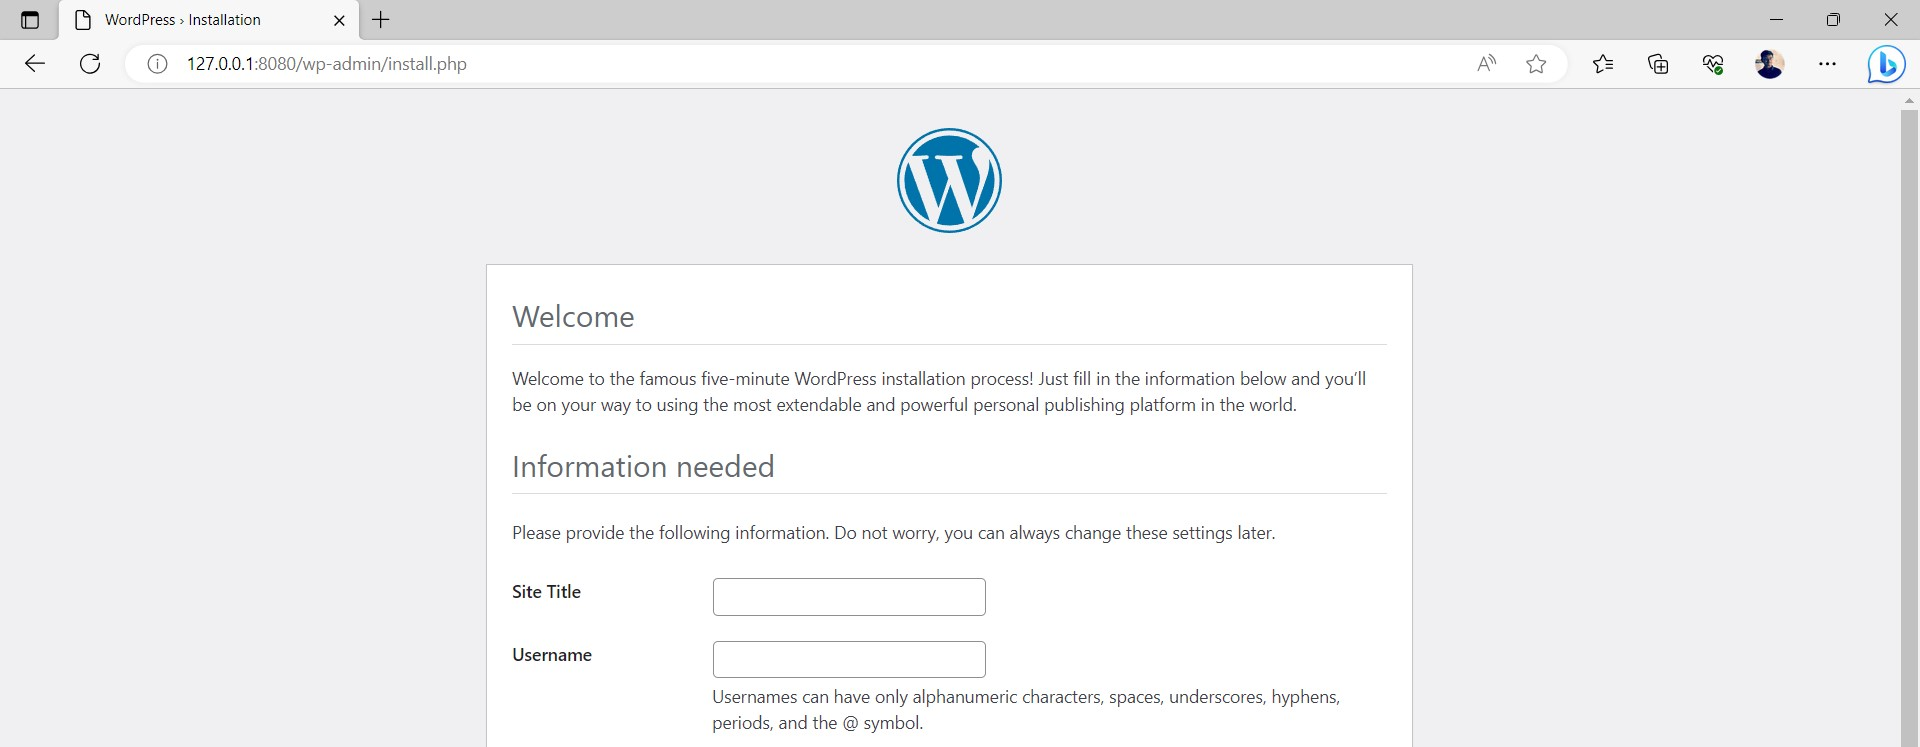 WordPress › Installation
127.0.0.1:8080/wp-admin/install.php
Welcome
Welcome to the famous five-minute WordPress installation process! Just fill in the information below and you’ll
be on your way to using the most extendable and powerful personal publishing platform in the world.
Information needed
Please provide the following information. Do not worry, you can always change these settings later.
Site Title
Username
Usernames can have only alphanumeric characters, spaces, underscores, hyphens,
periods, and the @ symbol.